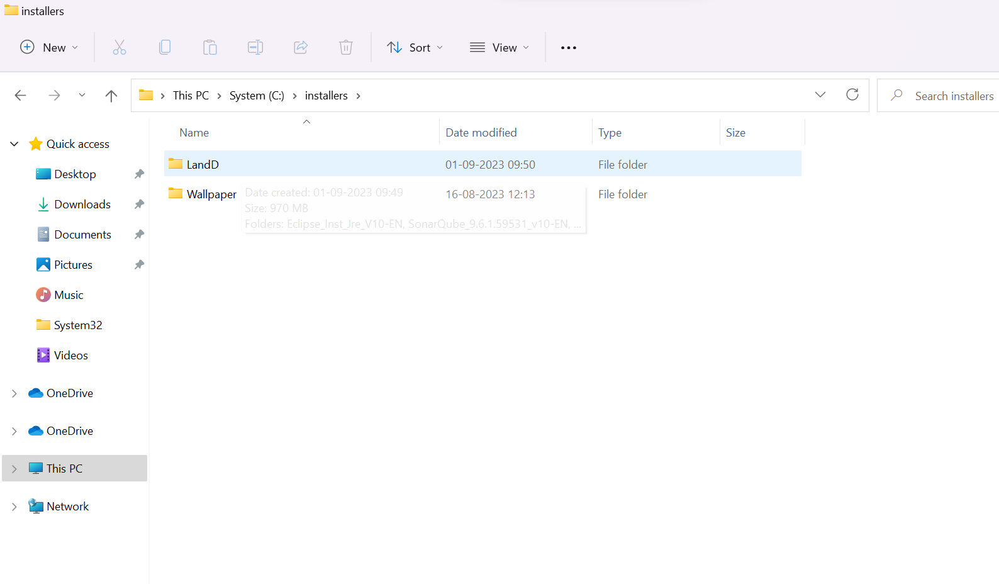 installers
New
Sort
View
This PC
System (C:)
installers
Search installers
Name
Date modified
Type
Size
Quick access
Desktop
Downloads
Documents
Pictures
Music
System32
Videos
OneDrive
OneDrive
This PC
Network
LandD 01-09-2023 09:50 File folder
Wallpaper 16-08-2023 12:13 File folder
Date created: 01-09-2023 09:49
Size: 970 MB
Folders: Eclipse_Inst_Jre_V10-EN, SonarQube_9.6.1.59531_v10-EN, ...